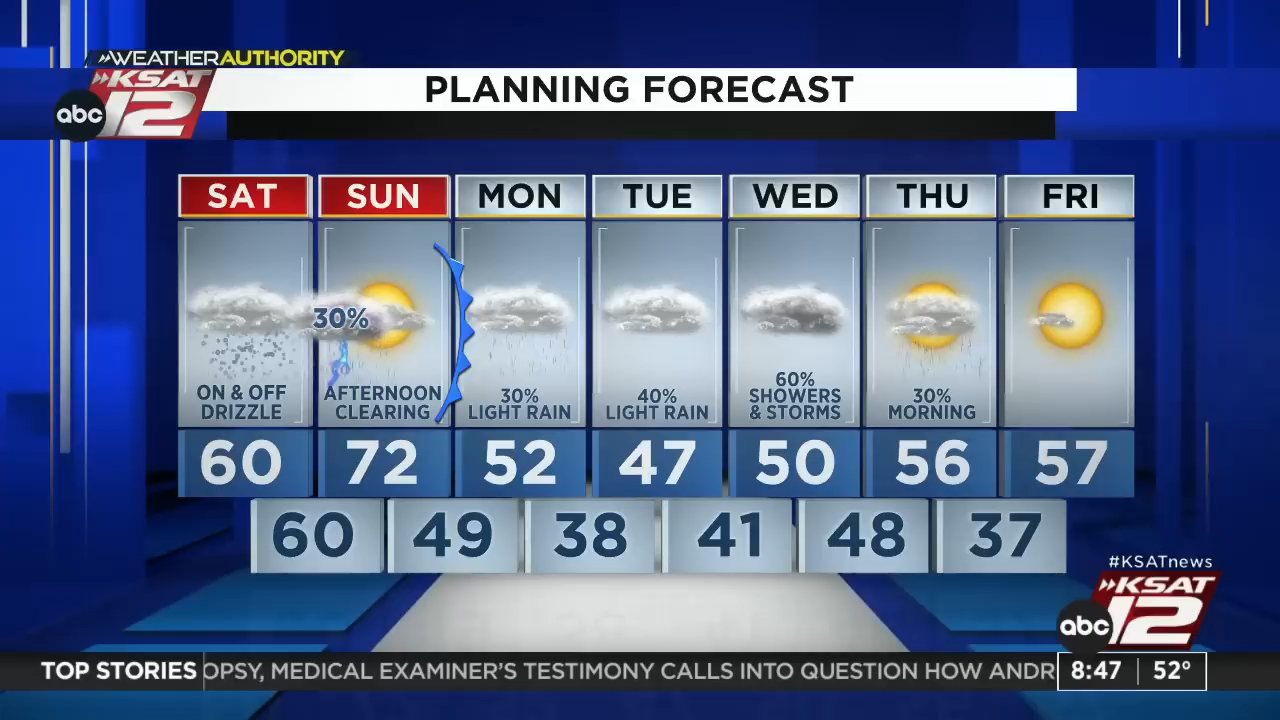 WEATHERAUTHORITY
KSAT
abc 12
PLANNING FORECAST
SAT SUN MON TUE WED THU FRI
30%
ON & OFF
DRIZZLE
AFTERNOON
CLEARING
30%
LIGHT RAIN
40%
LIGHT RAIN
60%
SHOWERS
& STORMS
30%
MORNING
60 72 52 47 50 56 57
60 49 38 41 48 37
#KSATnews
KSAT
abc 12
TOP STORIES OPSY, MEDICAL EXAMINER'S TESTIMONY CALLS INTO QUESTION HOW ANDR 8:47 52°